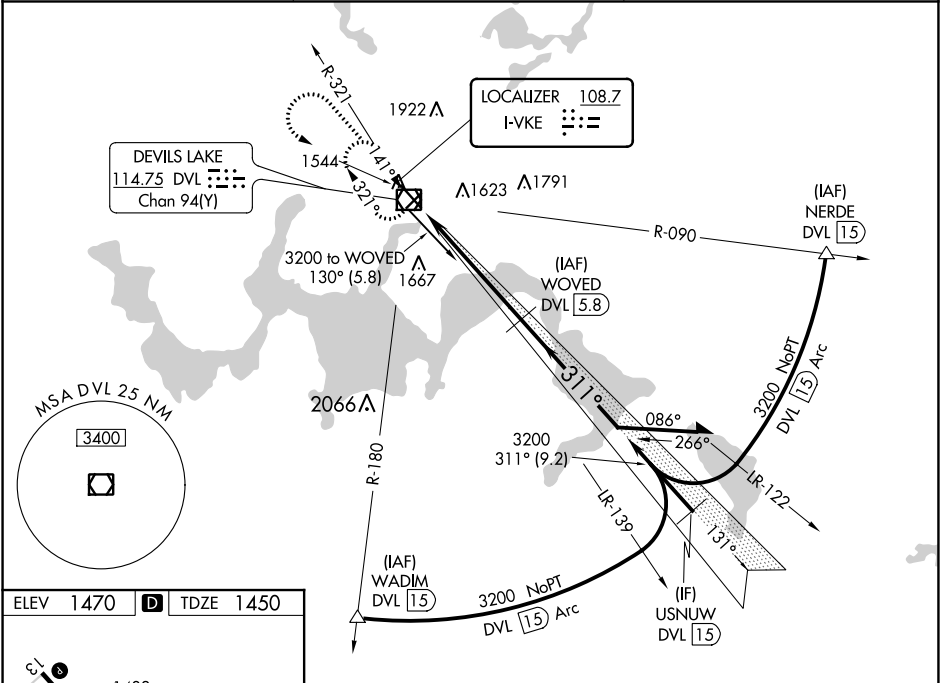 R-321
1922
LOCALIZER 108.7
I-VKE
DEVILS LAKE
114.75 DVL
Chan 94(Y)
1544
141°
321°
1623
1791
(IAF)
NERDE
DVL 15
R-090
3200 to WOVED
130° (5.8)
1667
(IAF)
WOVED
DVL 5.8
MSA DVL 25 NM
3400
2066
R-180
311°
3200 NoPT
DVL 15 Arc
086°
266°
3200
311° (9.2)
LR-122
LR-139
131°
(IAF)
WADIM
DVL 15
3200 NoPT
DVL 15 Arc
(IF)
USNUW
DVL 15
ELEV 1470 D TDZE 1450
13
P